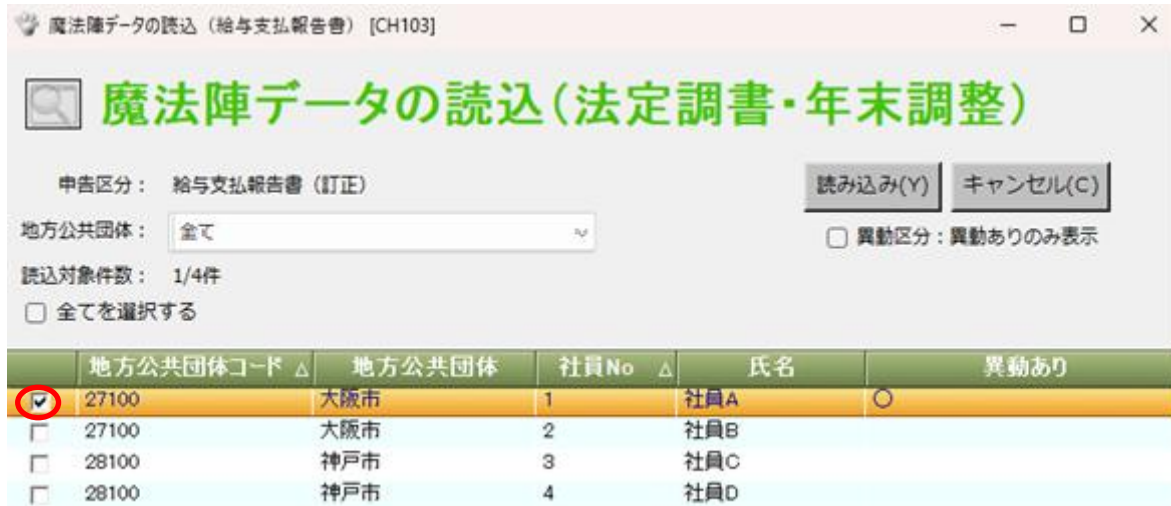 魔法陣データの読込（給与支払報告書） [CH103]
魔法陣データの読込（法定調書・年末調整）
申告区分： 給与支払報告書（訂正）
読み込み(Y) キャンセル(C)
地方公共団体： 全て
異動区分：異動ありのみ表示
読込対象件数： 1/4件
全てを選択する
地方公共団体コード △ 地方公共団体 社員No △ 氏名 異動あり
27100 大阪市 1 社員A ○
27100 大阪市 2 社員B
28100 神戸市 3 社員C
28100 神戸市 4 社員D